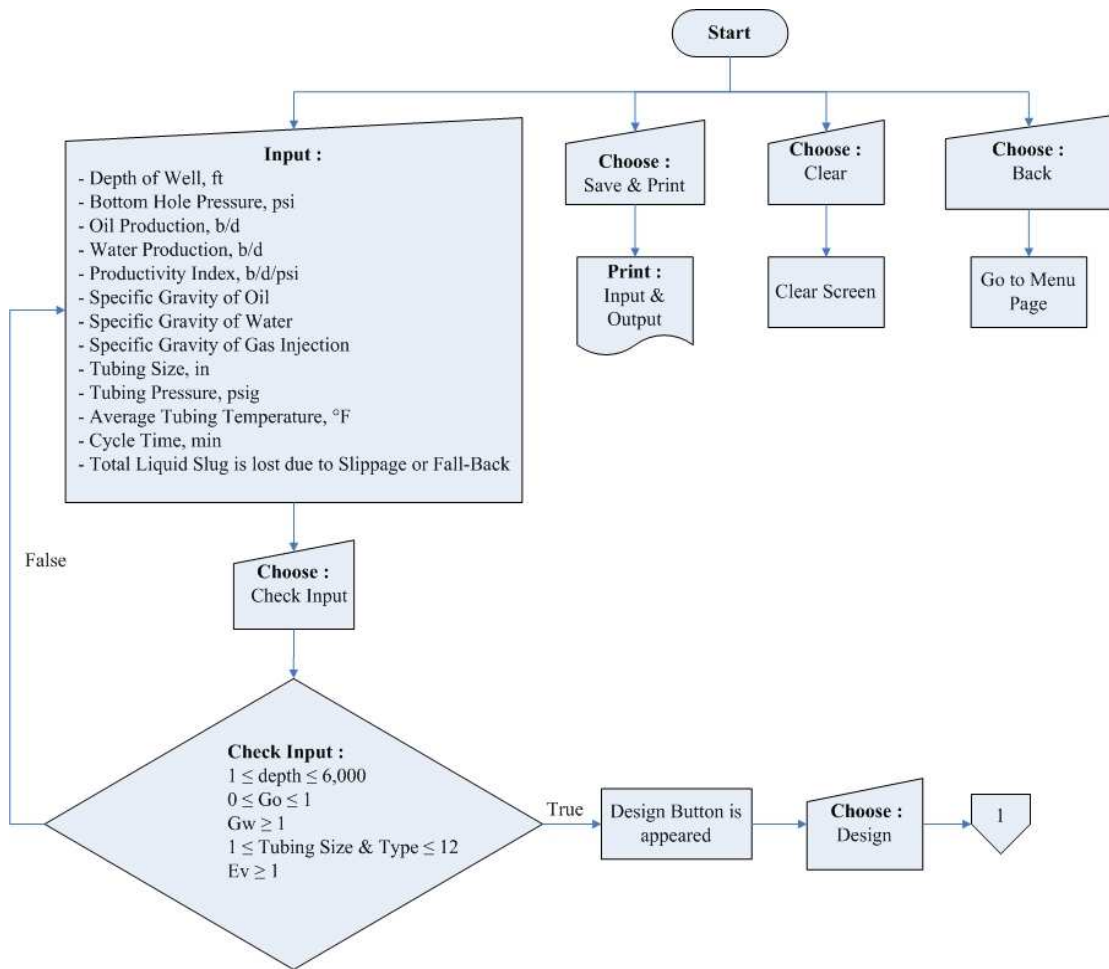 Start
Input :
- Depth of Well, ft
- Bottom Hole Pressure, psi
- Oil Production, b/d
- Water Production, b/d
- Productivity Index, b/d/psi
- Specific Gravity of Oil
- Specific Gravity of Water
- Specific Gravity of Gas Injection
- Tubing Size, in
- Tubing Pressure, psig
- Average Tubing Temperature, °F
- Cycle Time, min
- Total Liquid Slug is lost due to Slippage or Fall-Back
Choose :
Save & Print
Choose :
Clear
Choose :
Back
Print :
Input &
Output
Clear Screen
Go to Menu
Page
False
Choose :
Check Input
Check Input :
1 ≤ depth ≤ 6,000
0 ≤ Go ≤ 1
Gw ≥ 1
1 ≤ Tubing Size & Type ≤ 12
Ev ≥ 1
True
Design Button is
appeared
Choose :
Design
1